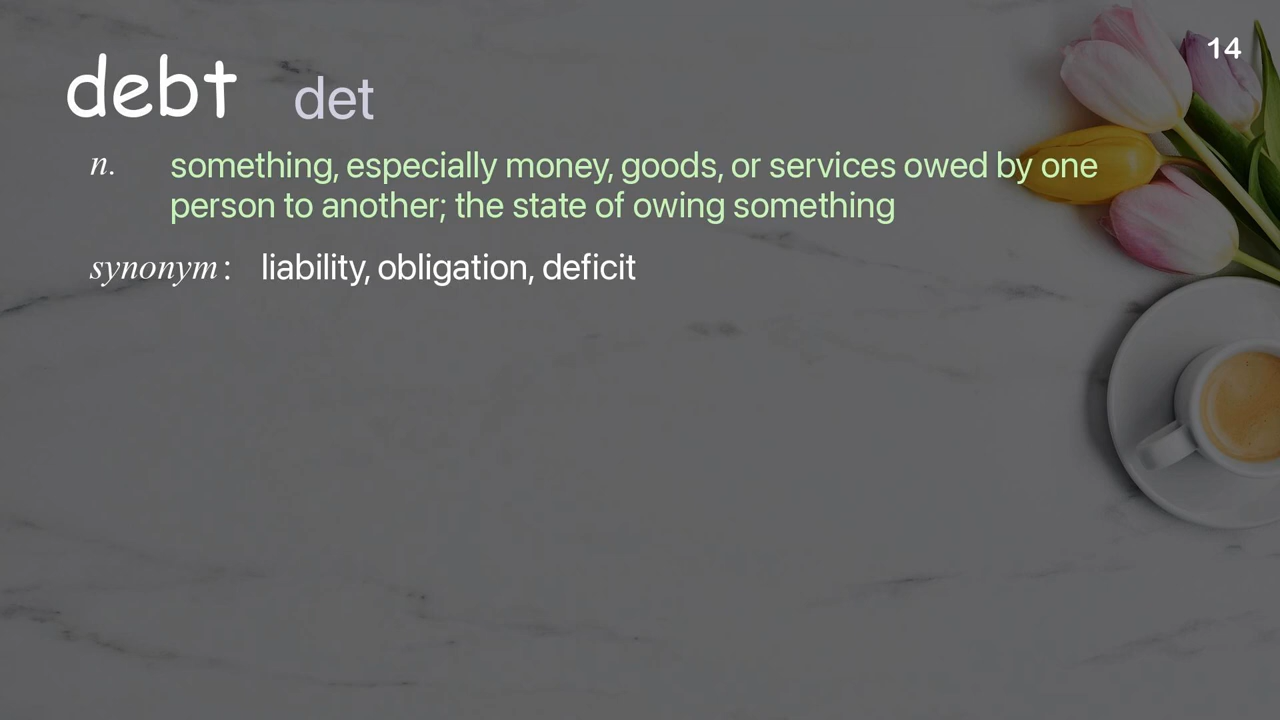 14
debt det
n. something, especially money, goods, or services owed by one
person to another; the state of owing something
synonym: liability, obligation, deficit